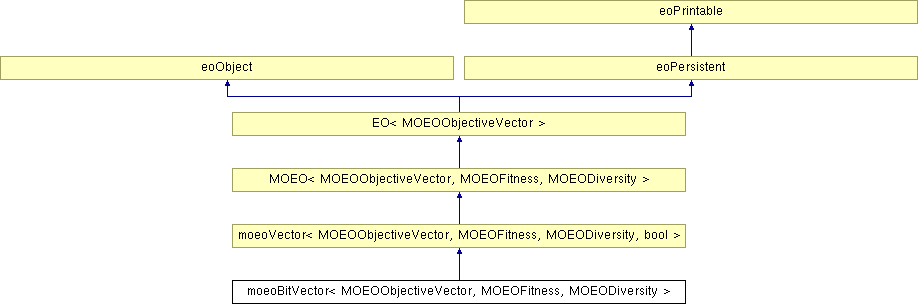 eoPrintable
eoObject
eoPersistent
EO< MOEOObjectiveVector >
MOEO< MOEOObjectiveVector, MOEOFitness, MOEODiversity >
moeoVector< MOEOObjectiveVector, MOEOFitness, MOEODiversity, bool >
moeoBitVector< MOEOObjectiveVector, MOEOFitness, MOEODiversity >